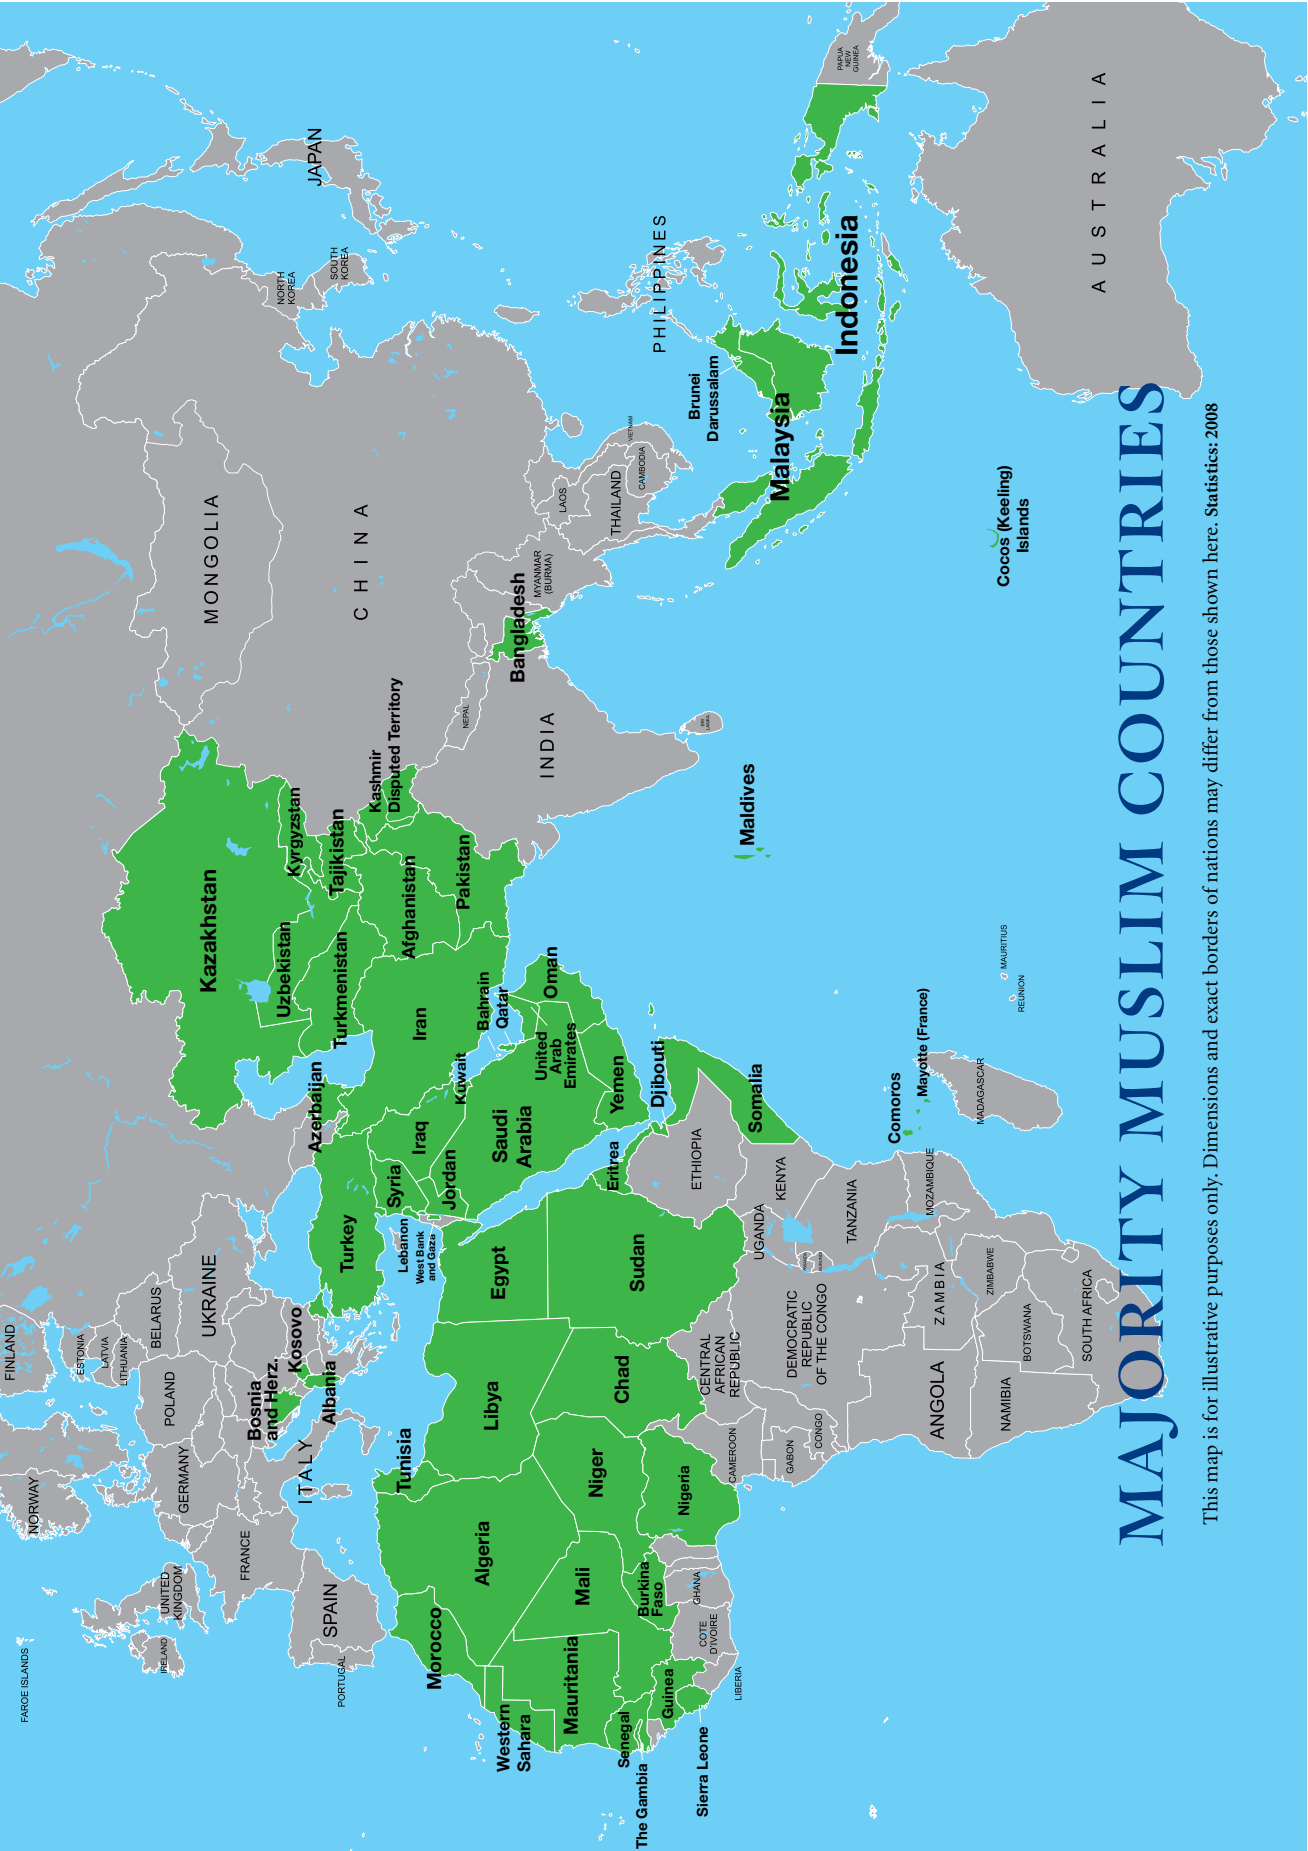 FAROE ISLANDS
NORWAY
FINLAND
ESTONIA
LATVIA
LITHUANIA
IRELAND
UNITED
KINGDOM
GERMANY
POLAND
BELARUS
UKRAINE
FRANCE
PORTUGAL
SPAIN
ITALY
Bosnia
and Herz.
Kosovo
Albania
Turkey
Azerbaijan
Kazakhstan
Uzbekistan
Turkmenistan
Kyrgyzstan
Tajikistan
Kashmir
Disputed Territory
Afghanistan
Pakistan
MONGOLIA
CHINA
NORTH
KOREA
SOUTH
KOREA
JAPAN
Morocco
Tunisia
Algeria
Libya
Egypt
Lebanon
West Bank
and Gaza
Syria
Jordan
Iraq
Iran
Kuwait
Saudi
Arabia
Bahrain
Qatar
United
Arab
Emirates
Oman
Yemen
NEPAL
INDIA
Bangladesh
MYANMAR
(BURMA)
LAOS
THAILAND
CAMBODIA
VIETNAM
PHILIPPINES
SRI
LANKA
Western
Sahara
Mauritania
Mali
Niger
Chad
Sudan
Eritrea
Djibouti
Somalia
ETHIOPIA
Senegal
The Gambia
Guinea
Sierra Leone
LIBERIA
COTE
D'IVOIRE
Burkina
Faso
GHANA
Nigeria
CAMEROON
CENTRAL
AFRICAN
REPUBLIC
GABON
CONGO
DEMOCRATIC
REPUBLIC
OF THE CONGO
UGANDA
KENYA
TANZANIA
Maldives
Brunei
Darussalam
Malaysia
Indonesia
PAPUA
NEW
GUINEA
ANGOLA
ZAMBIA
MOZAMBIQUE
Comoros
Mayotte (France)
NAMIBIA
BOTSWANA
ZIMBABWE
SOUTH AFRICA
MADAGASCAR
REUNION
MAURITIUS
Cocos (Keeling)
Islands
AUSTRALIA
MAJORITY MUSLIM COUNTRIES
This map is for illustrative purposes only. Dimensions and exact borders of nations may differ from those shown here. Statistics: 2008